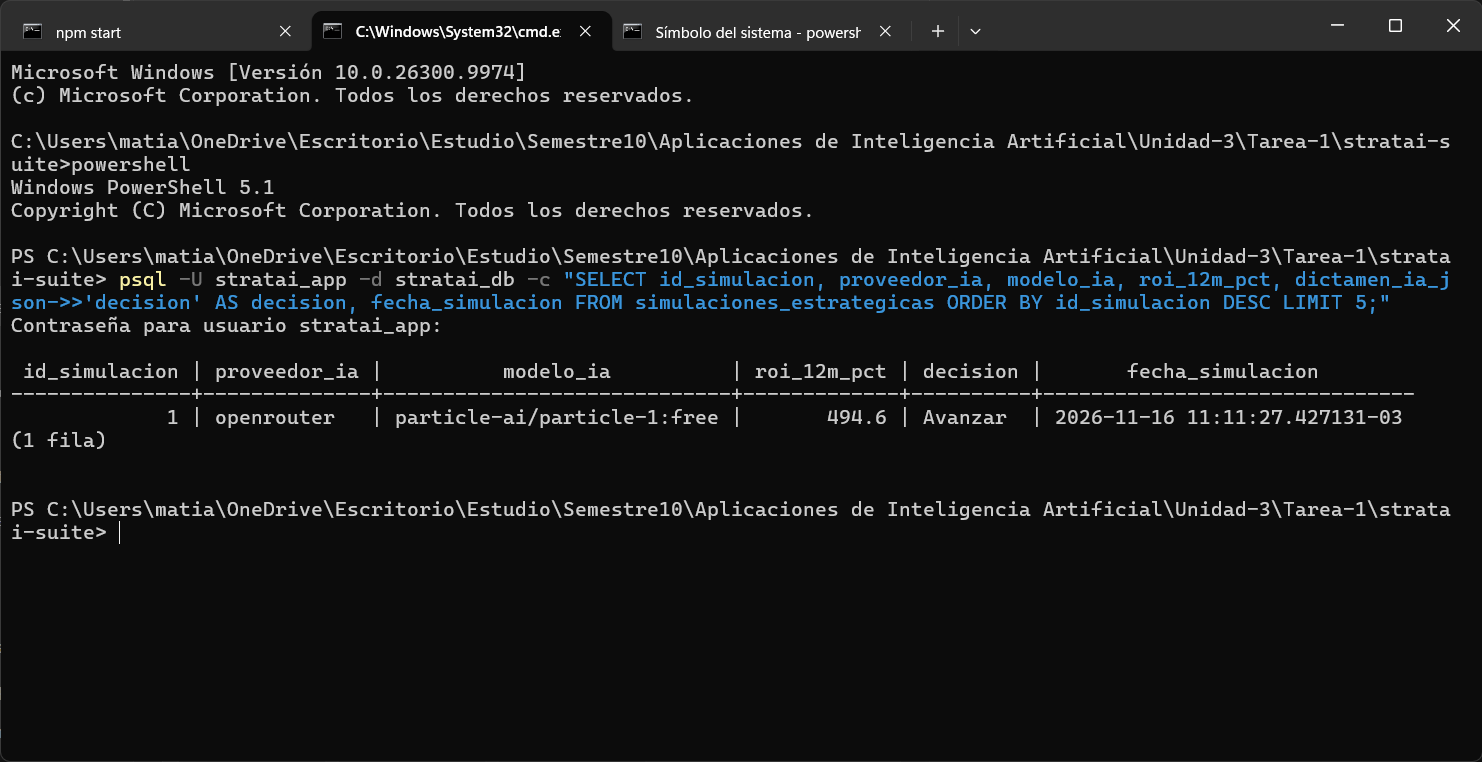 npm start
C:\Windows\System32\cmd.e
Símbolo del sistema - powersh
Microsoft Windows [Versión 10.0.26300.9974]
(c) Microsoft Corporation. Todos los derechos reservados.
C:\Users\matia\OneDrive\Escritorio\Estudio\Semestre10\Aplicaciones de Inteligencia Artificial\Unidad-3\Tarea-1\stratai-s
uite>powershell
Windows PowerShell 5.1
Copyright (C) Microsoft Corporation. Todos los derechos reservados.
PS C:\Users\matia\OneDrive\Escritorio\Estudio\Semestre10\Aplicaciones de Inteligencia Artificial\Unidad-3\Tarea-1\strata
i-suite> psql -U stratai_app -d stratai_db -c "SELECT id_simulacion, proveedor_ia, modelo_ia, roi_12m_pct, dictamen_ia_j
son->>'decision' AS decision, fecha_simulacion FROM simulaciones_estrategicas ORDER BY id_simulacion DESC LIMIT 5;"
Contraseña para usuario stratai_app:
id_simulacion | proveedor_ia | modelo_ia | roi_12m_pct | decision | fecha_simulacion
---------------+--------------+-----------------------------+-------------+----------+-------------------------------
1 | openrouter | particle-ai/particle-1:free | 494.6 | Avanzar | 2026-11-16 11:11:27.427131-03
(1 fila)
PS C:\Users\matia\OneDrive\Escritorio\Estudio\Semestre10\Aplicaciones de Inteligencia Artificial\Unidad-3\Tarea-1\strata
i-suite>